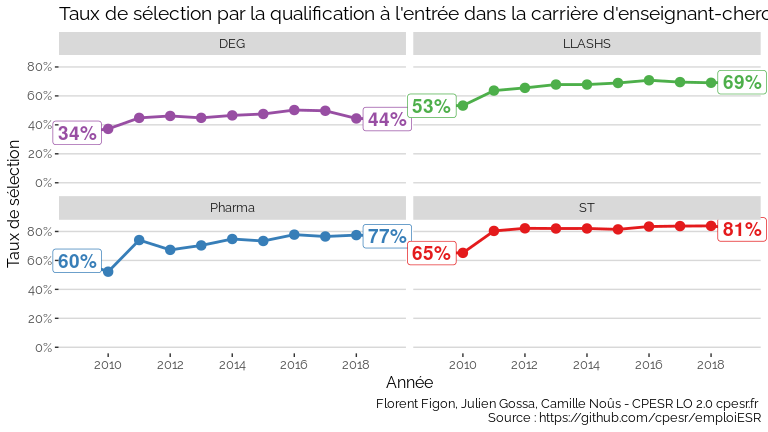 Taux de sélection par la qualification à l'entrée dans la carrière d'enseignant-cherc
DEG
LLASHS
80%
60%
40%
20%
0%
34%
44%
53%
69%
Pharma
ST
80%
60%
40%
20%
0%
60%
77%
65%
81%
Taux de sélection
2010 2012 2014 2016 2018
2010 2012 2014 2016 2018
Année
Florent Figon, Julien Gossa, Camille Noûs - CPESR LO 2.0 cpesr.fr
Source : https://github.com/cpesr/emploiESR